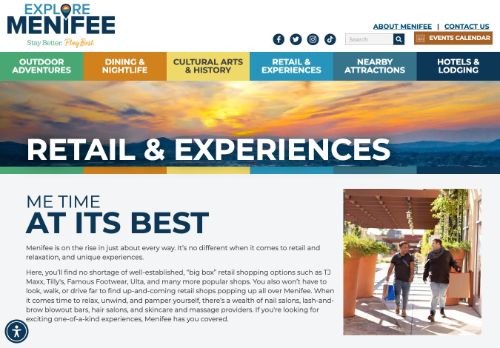 EXPLORE
MENIFEE
Stay Better. Play Best.
ABOUT MENIFEE | CONTACT US
Search
EVENTS CALENDAR
OUTDOOR ADVENTURES
DINING & NIGHTLIFE
CULTURAL ARTS & HISTORY
RETAIL & EXPERIENCES
NEARBY ATTRACTIONS
HOTELS & LODGING
RETAIL & EXPERIENCES
ME TIME
AT ITS BEST
Menifee is on the rise in just about every way. It's no different when it comes to retail and
relaxation, and unique experiences.
Here, you'll find no shortage of well-established, "big box" retail shopping options such as TJ
Maxx, Tilly's, Famous Footwear, Ulta, and many more popular shops. You also won't have to
look, walk, or drive far to find up-and-coming retail shops popping up all over Menifee. When
it comes time to relax, unwind, and pamper yourself, there's a wealth of nail salons, lash-and-
brow blowout bars, hair salons, and skincare and massage providers. If you're looking for
exciting one-of-a-kind experiences, Menifee has you covered.